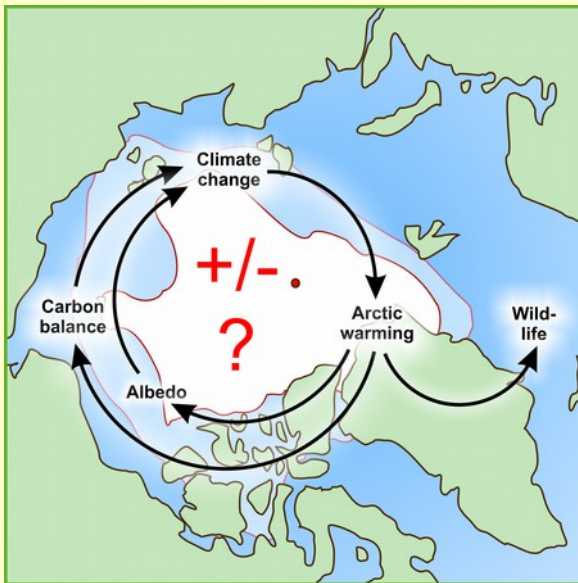 Climate
change
+/-
?
Carbon
balance
Arctic
warming
Wild-
life
Albedo